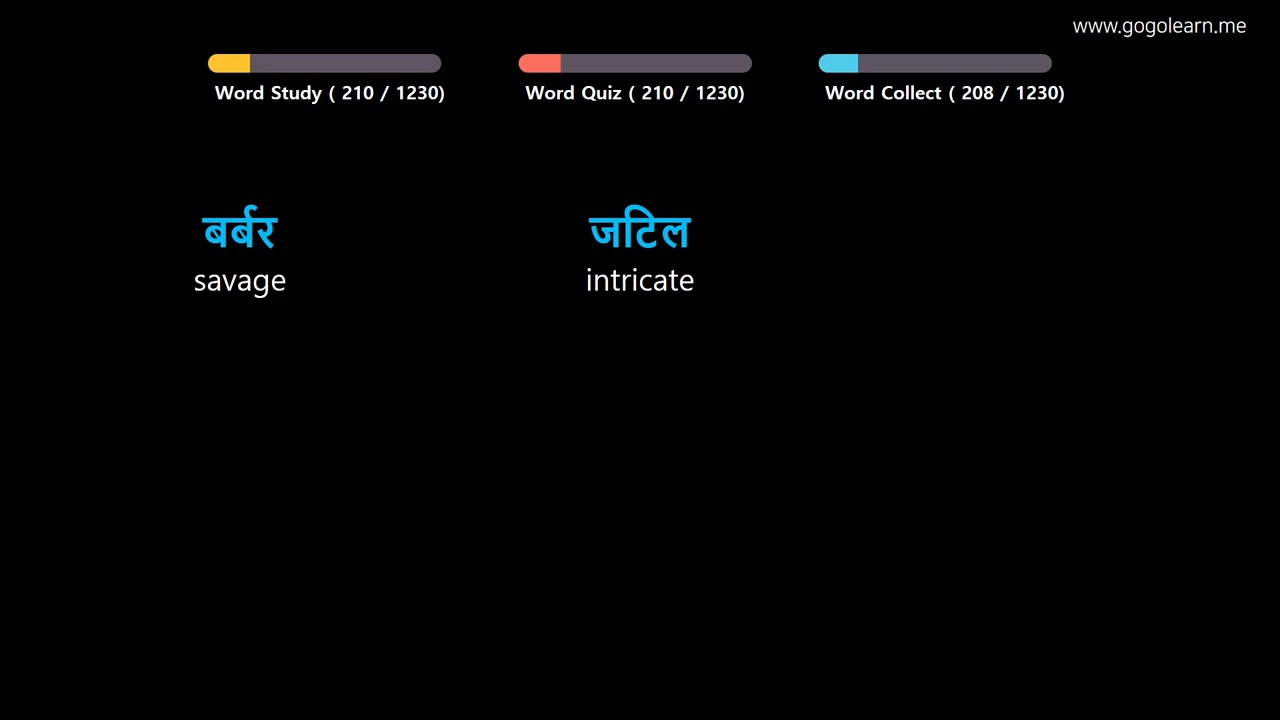 www.gogolearn.me
Word Study ( 210 / 1230)
Word Quiz ( 210 / 1230)
Word Collect ( 208 / 1230)
बर्बर
savage
जटिल
intricate